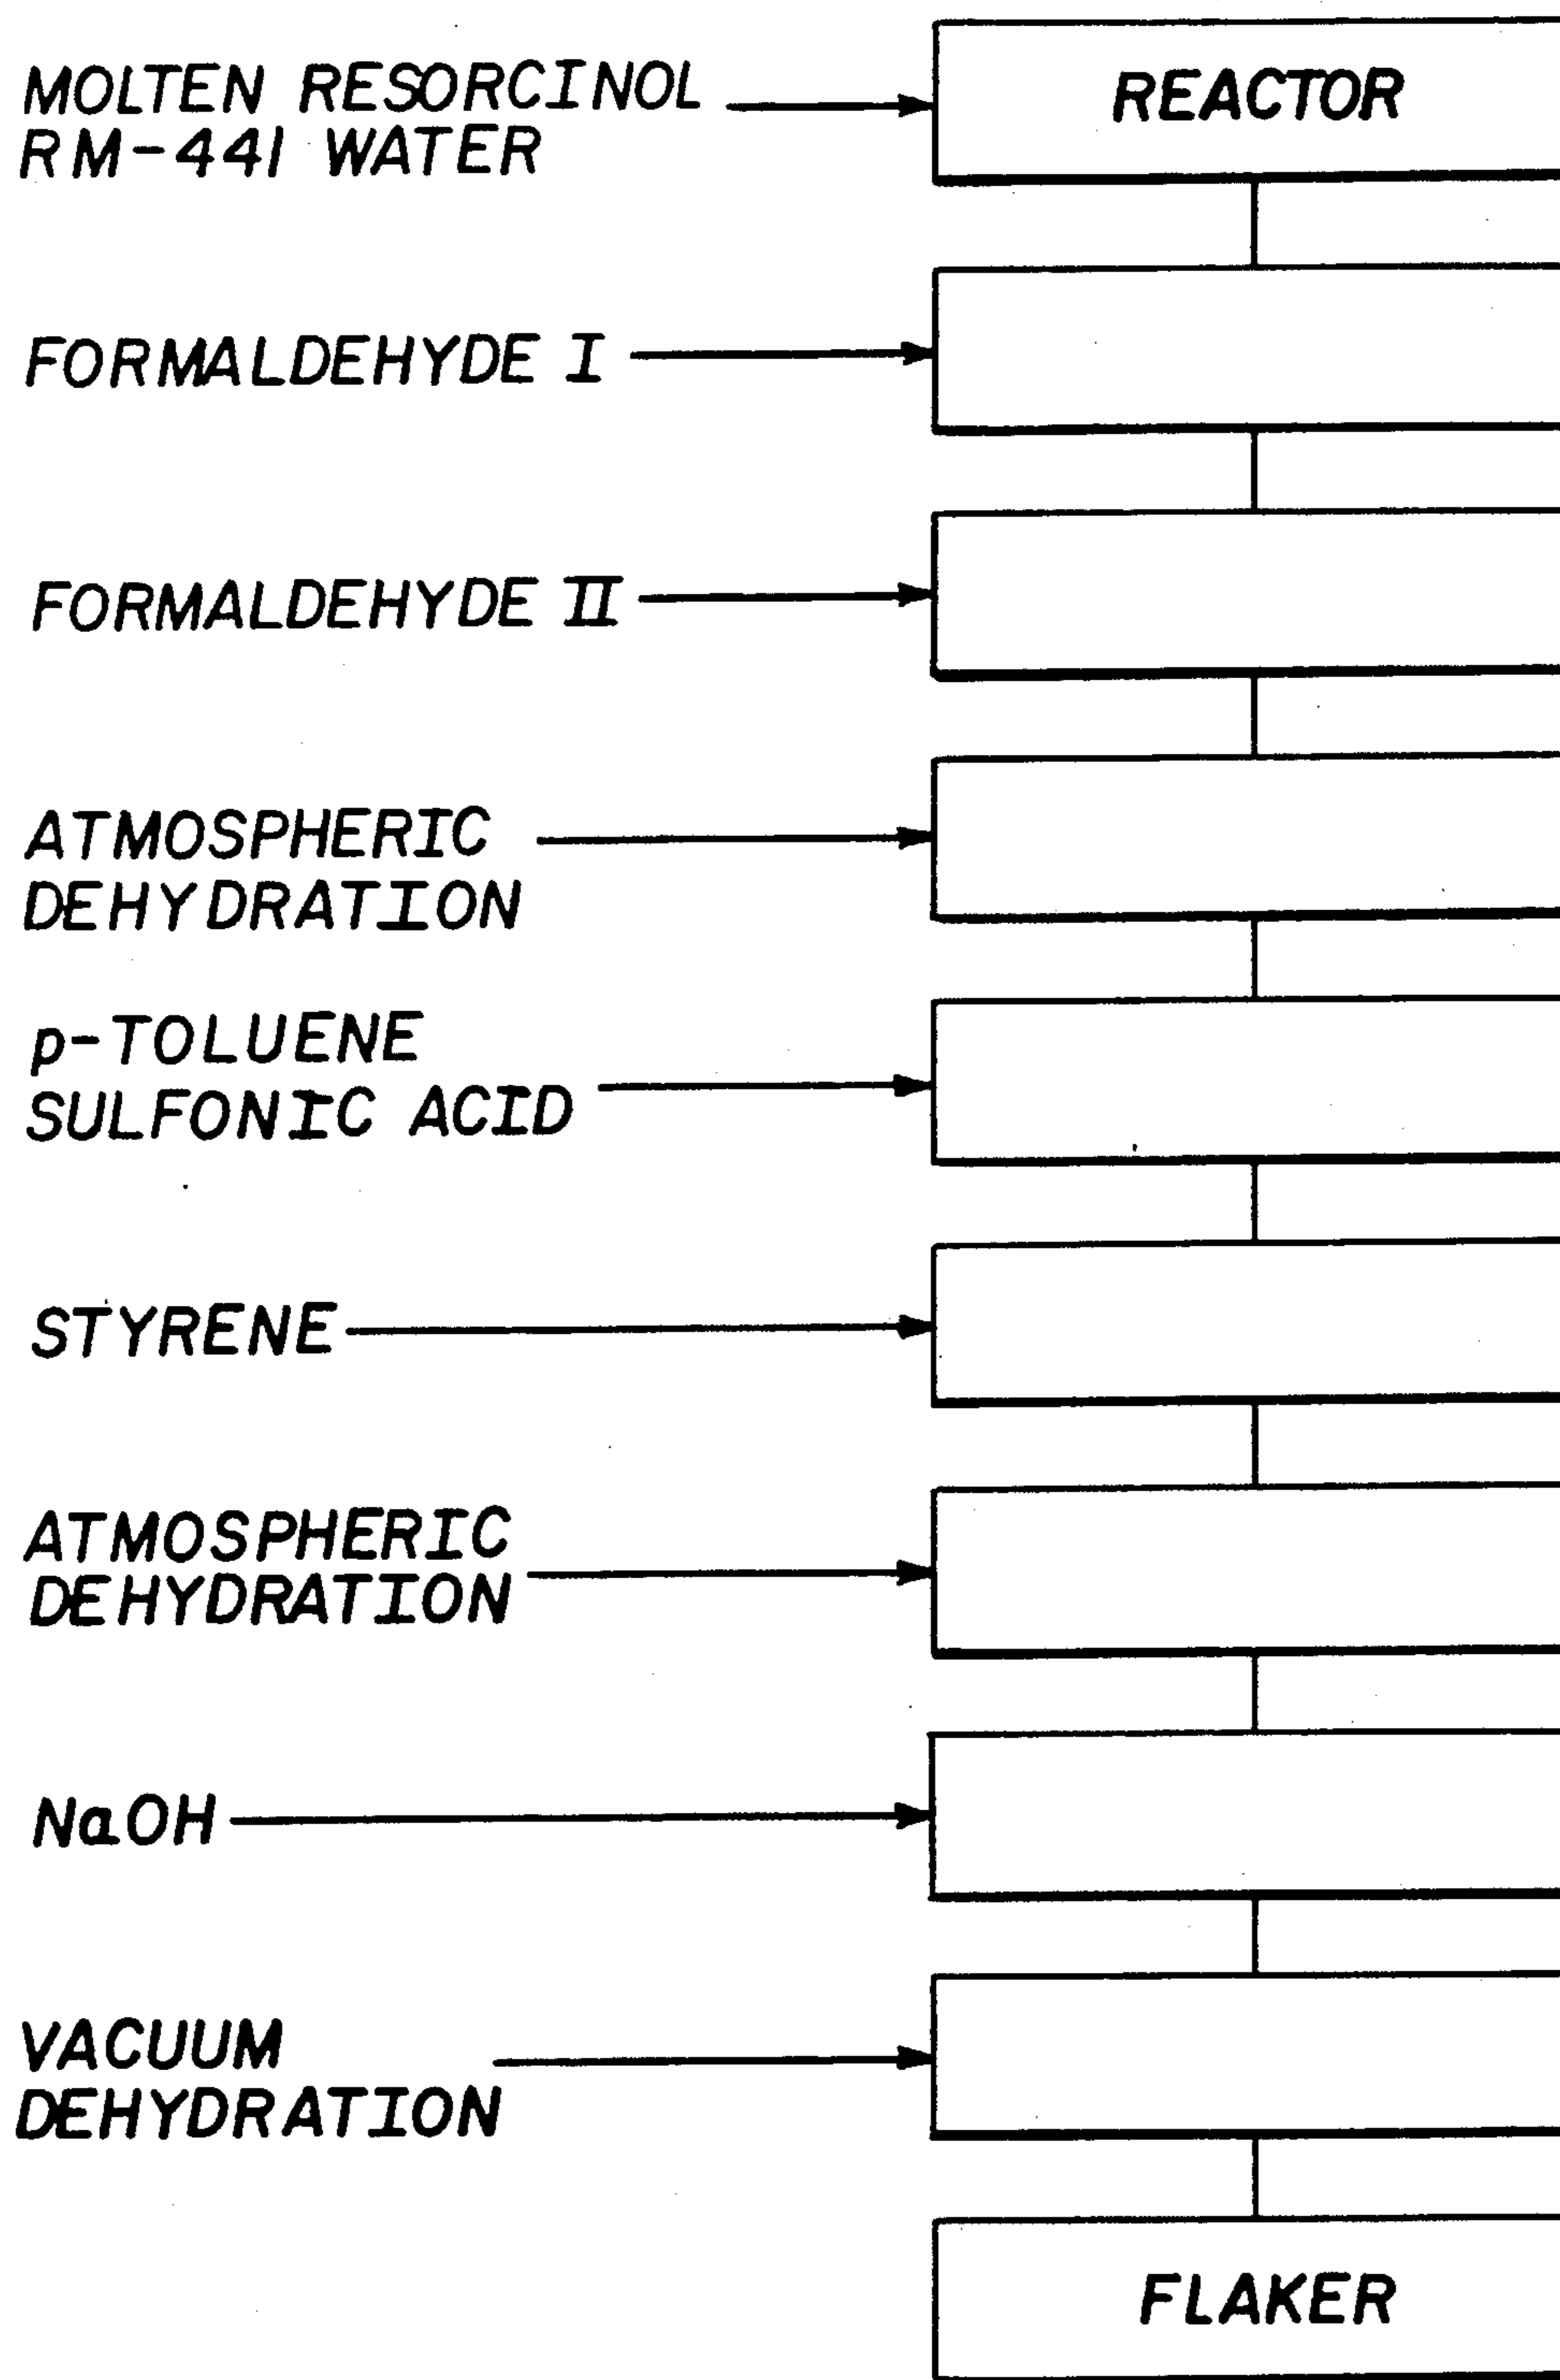 MOLTEN RESORCINOL
RM-441 WATER
REACTOR
FORMALDEHYDE I
FORMALDEHYDE II
ATMOSPHERIC
DEHYDRATION
p-TOLUENE
SULFONIC ACID
STYRENE
ATMOSPHERIC
DEHYDRATION
NaOH
VACUUM
DEHYDRATION
FLAKER